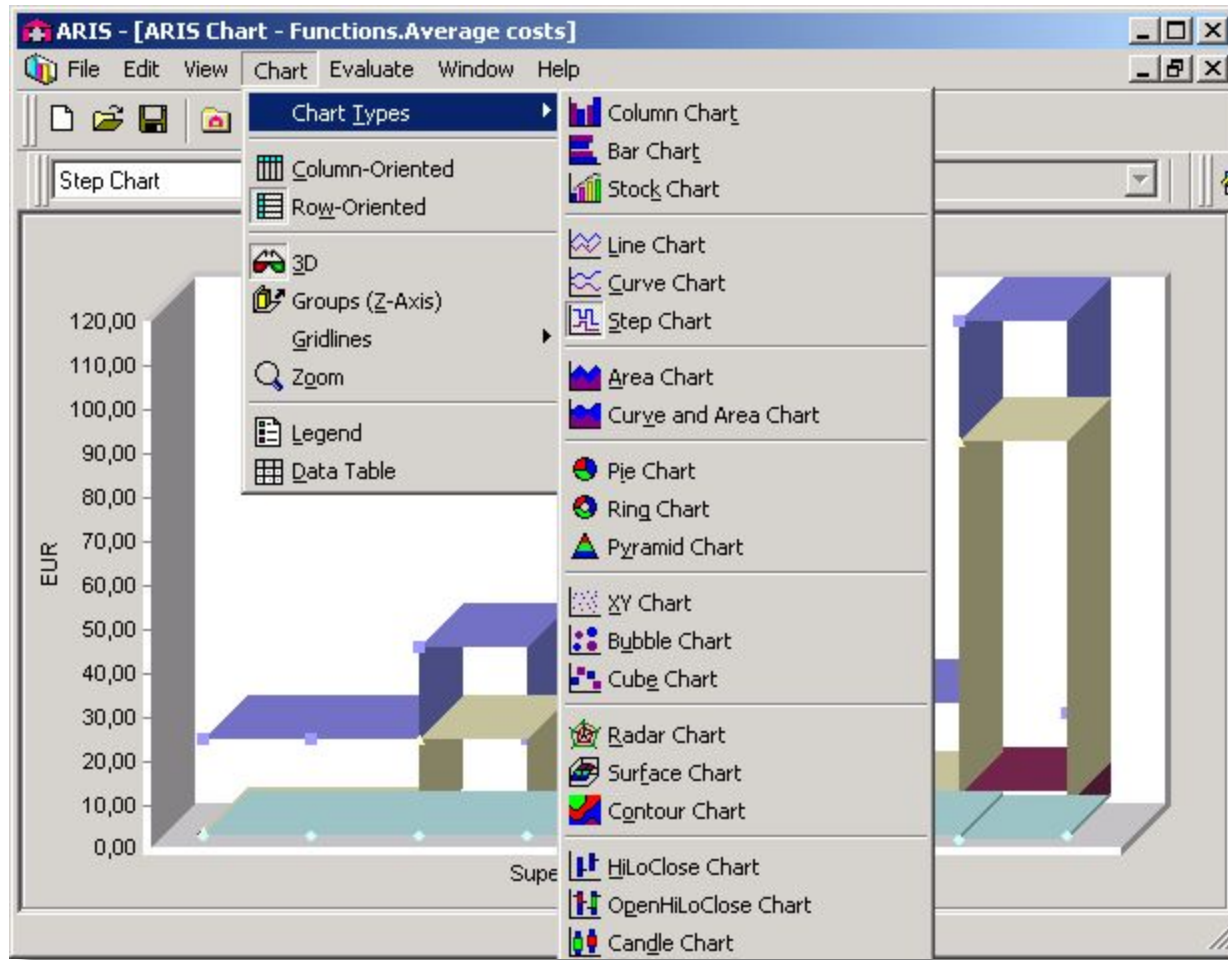 ARIS - [ARIS Chart - Functions.Average costs]
File Edit View Chart Evaluate Window Help
Step Chart
Chart Types
Column-Oriented
Row-Oriented
3D
Groups (Z-Axis)
Gridlines
Zoom
Legend
Data Table
Column Chart
Bar Chart
Stock Chart
Line Chart
Curve Chart
Step Chart
Area Chart
Curve and Area Chart
Pie Chart
Ring Chart
Pyramid Chart
XY Chart
Bubble Chart
Cube Chart
Radar Chart
Surface Chart
Contour Chart
HiLoClose Chart
OpenHiLoClose Chart
Candle Chart
120,00
110,00
100,00
90,00
80,00
70,00
60,00
50,00
40,00
30,00
20,00
10,00
0,00
EUR
Supe